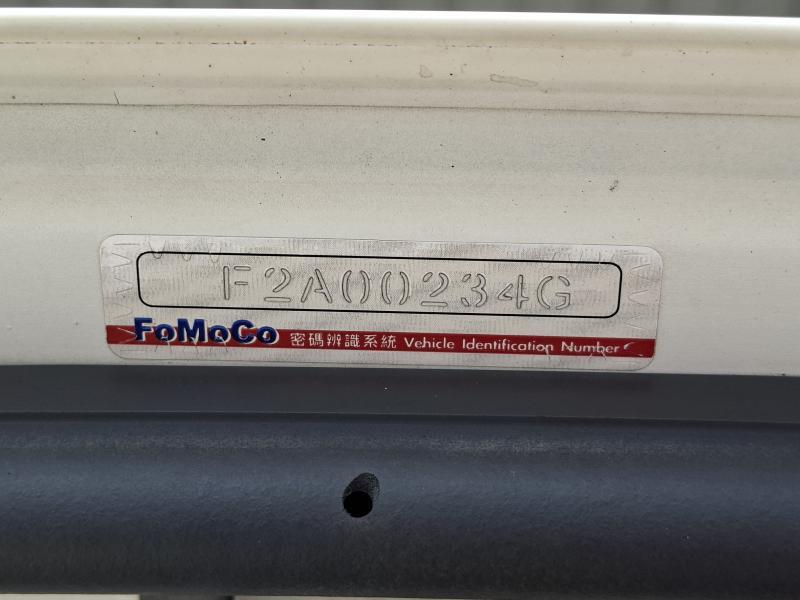 F2A00234G
FoMoCo 密碼辨識系統 Vehicle Identification Number